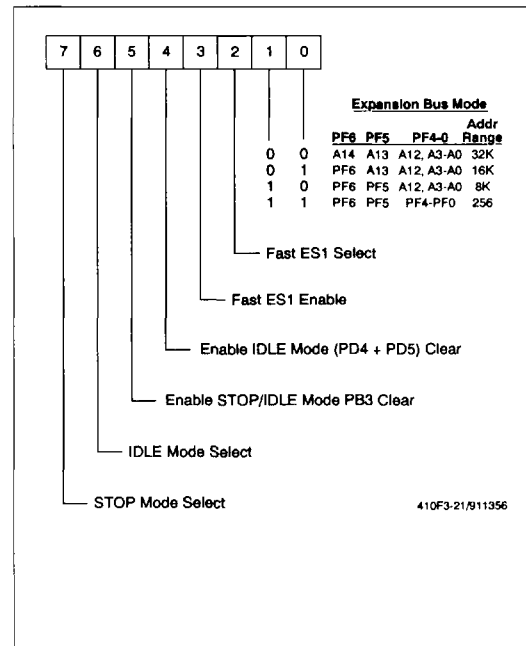 7 6 5 4 3 2 1 0
Expansion Bus Mode
Addr
PF6 PF5 PF4-0 Range
0 0 A14 A13 A12, A3-A0 32K
0 1 PF6 A13 A12, A3-A0 16K
1 0 PF6 PF5 A12, A3-A0 8K
1 1 PF6 PF5 PF4-PF0 256
Fast ES1 Select
Fast ES1 Enable
Enable IDLE Mode (PD4 + PD5) Clear
Enable STOP/IDLE Mode PB3 Clear
IDLE Mode Select
STOP Mode Select
410F3-21/911356